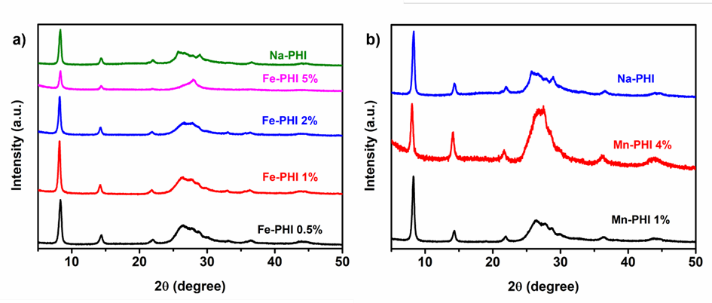 a)
Na-PHI
Fe-PHI 5%
Fe-PHI 2%
Fe-PHI 1%
Fe-PHI 0.5%
Intensity (a.u.)
10 20 30 40 50
2θ (degree)
b)
Na-PHI
Mn-PHI 4%
Mn-PHI 1%
Intensity (a.u.)
10 20 30 40 50
2θ (degree)